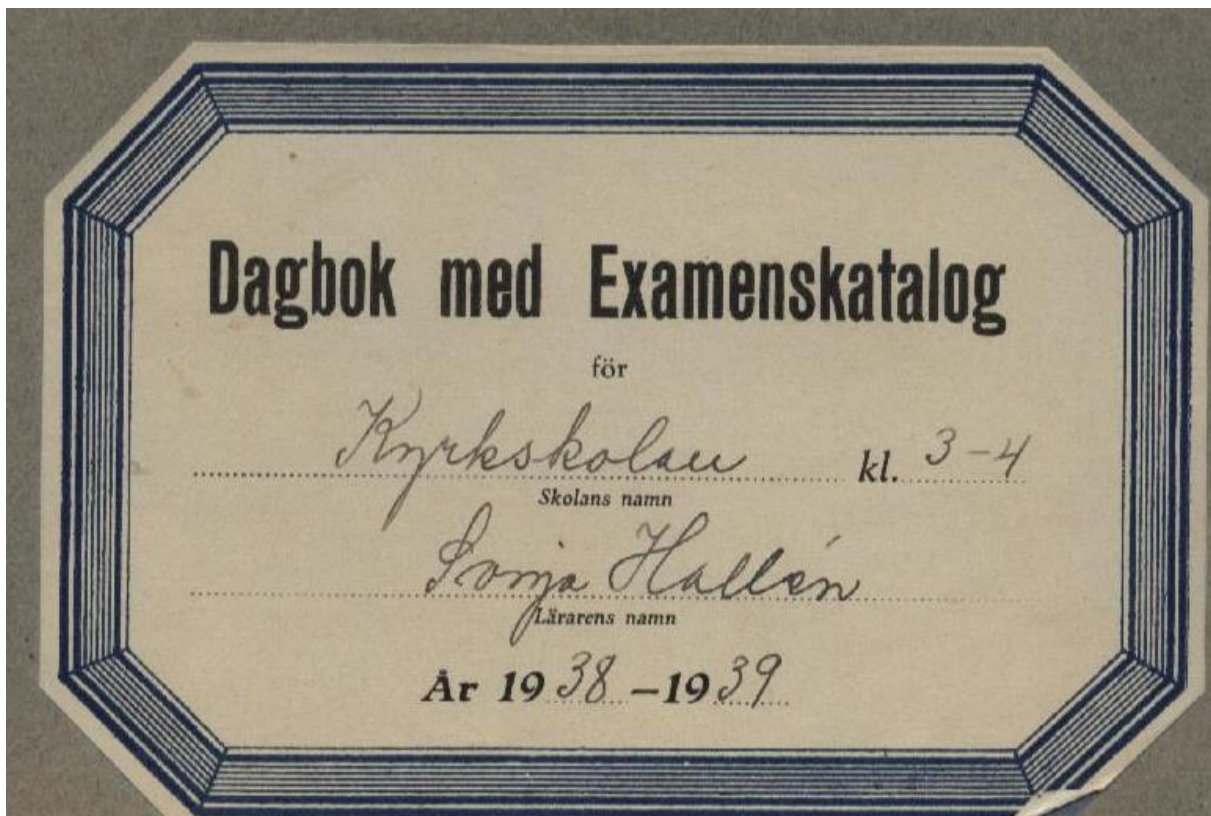 Dagbok med Examenskatalog
för
Kyrkskolan kl. 3-4
Skolans namn
Sonja Hallén
Lärarens namn
År 1938-1939